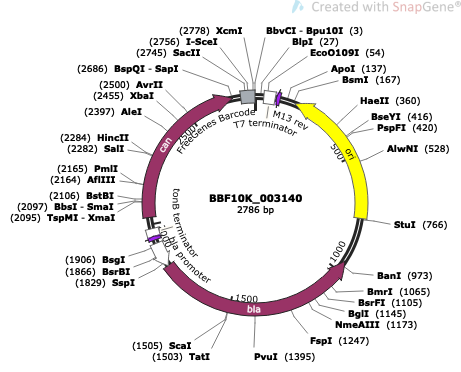 Created with SnapGene®
(2778) XcmI
(2756) I-SceI
(2745) SacII
(2686) BspQI - SapI
(2500) AvrII
(2455) XbaI
(2397) AleI
(2284) HincII
(2282) SalI
(2165) PmlI
(2164) AflIII
(2106) BstBI
(2097) BbsI - SmaI
(2095) TspMI - XmaI
(1906) BsgI
(1866) BsrBI
(1829) SspI
(1505) ScaI
(1503) TatI
BbvCI - Bpu10I (3)
BlpI (27)
EcoO109I (54)
ApoI (137)
BsmI (167)
HaeII (360)
BseYI (416)
PspFI (420)
AlwNI (528)
StuI (766)
BanI (973)
BmrI (1065)
BsrFI (1105)
BglI (1145)
NmeAIII (1173)
FspI (1247)
PvuI (1395)
FreeGenes Barcode
T7 terminator
M13 rev
can
ori
bla
tonB terminator
bla promoter
500
1000
1500
2500
BBF10K_003140
2786 bp